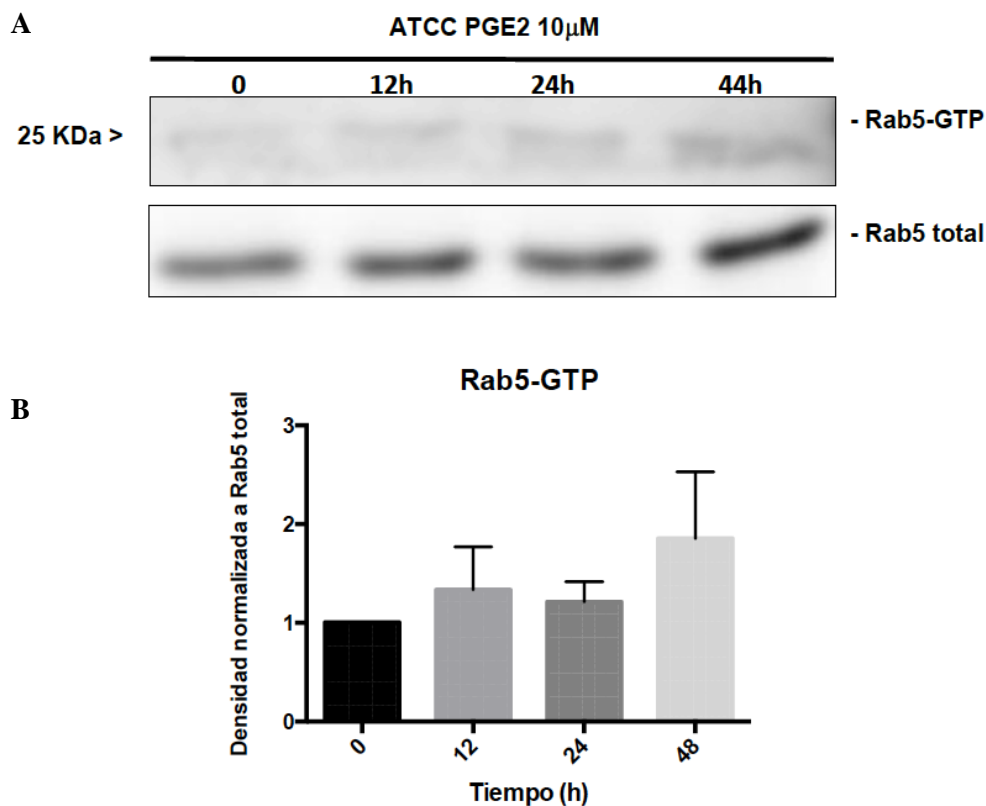 A
ATCC PGE2 10µM
0 12h 24h 44h
25 KDa >
- Rab5-GTP
- Rab5 total
B
Rab5-GTP
Densidad normalizada a Rab5 total
3
2
1
0
0 12 24 48
Tiempo (h)